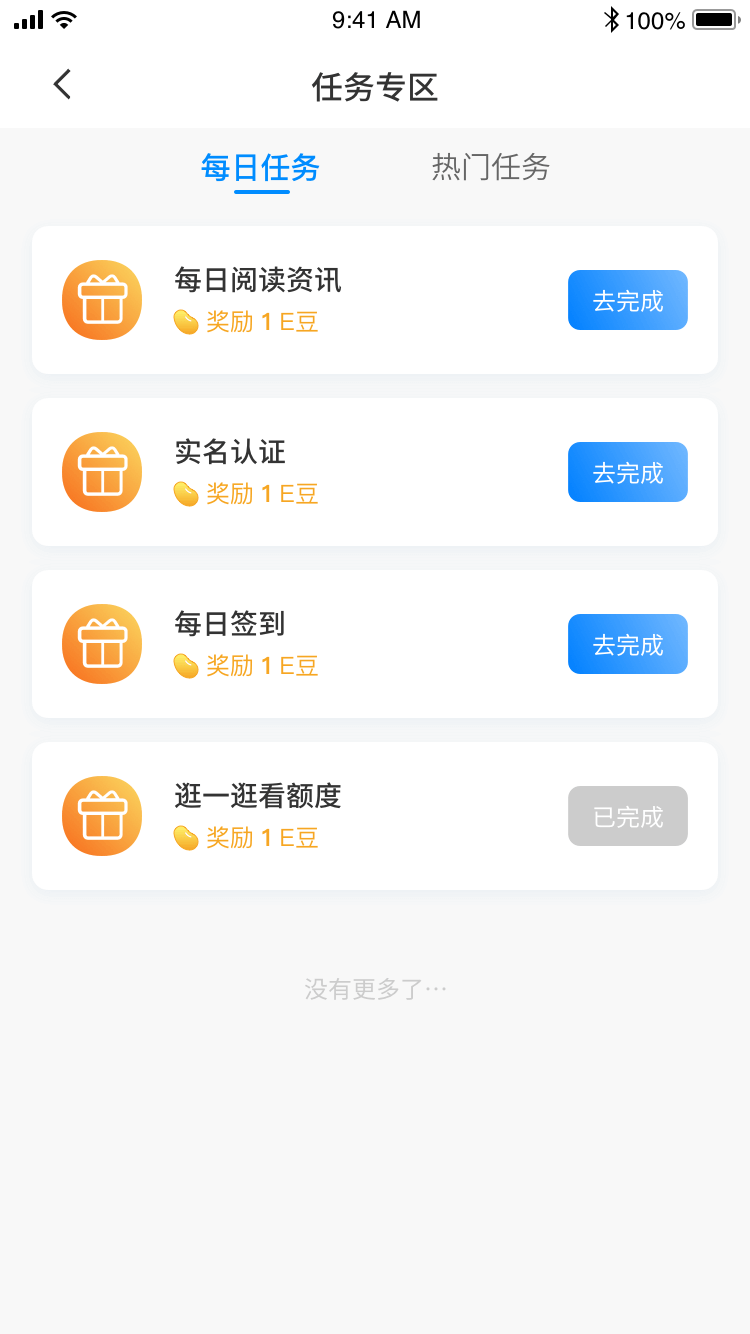 9:41 AM
100%
任务专区
每日任务
热门任务
每日阅读资讯
奖励 1 E豆
去完成
实名认证
奖励 1 E豆
去完成
每日签到
奖励 1 E豆
去完成
逛一逛看额度
奖励 1 E豆
已完成
没有更多了···